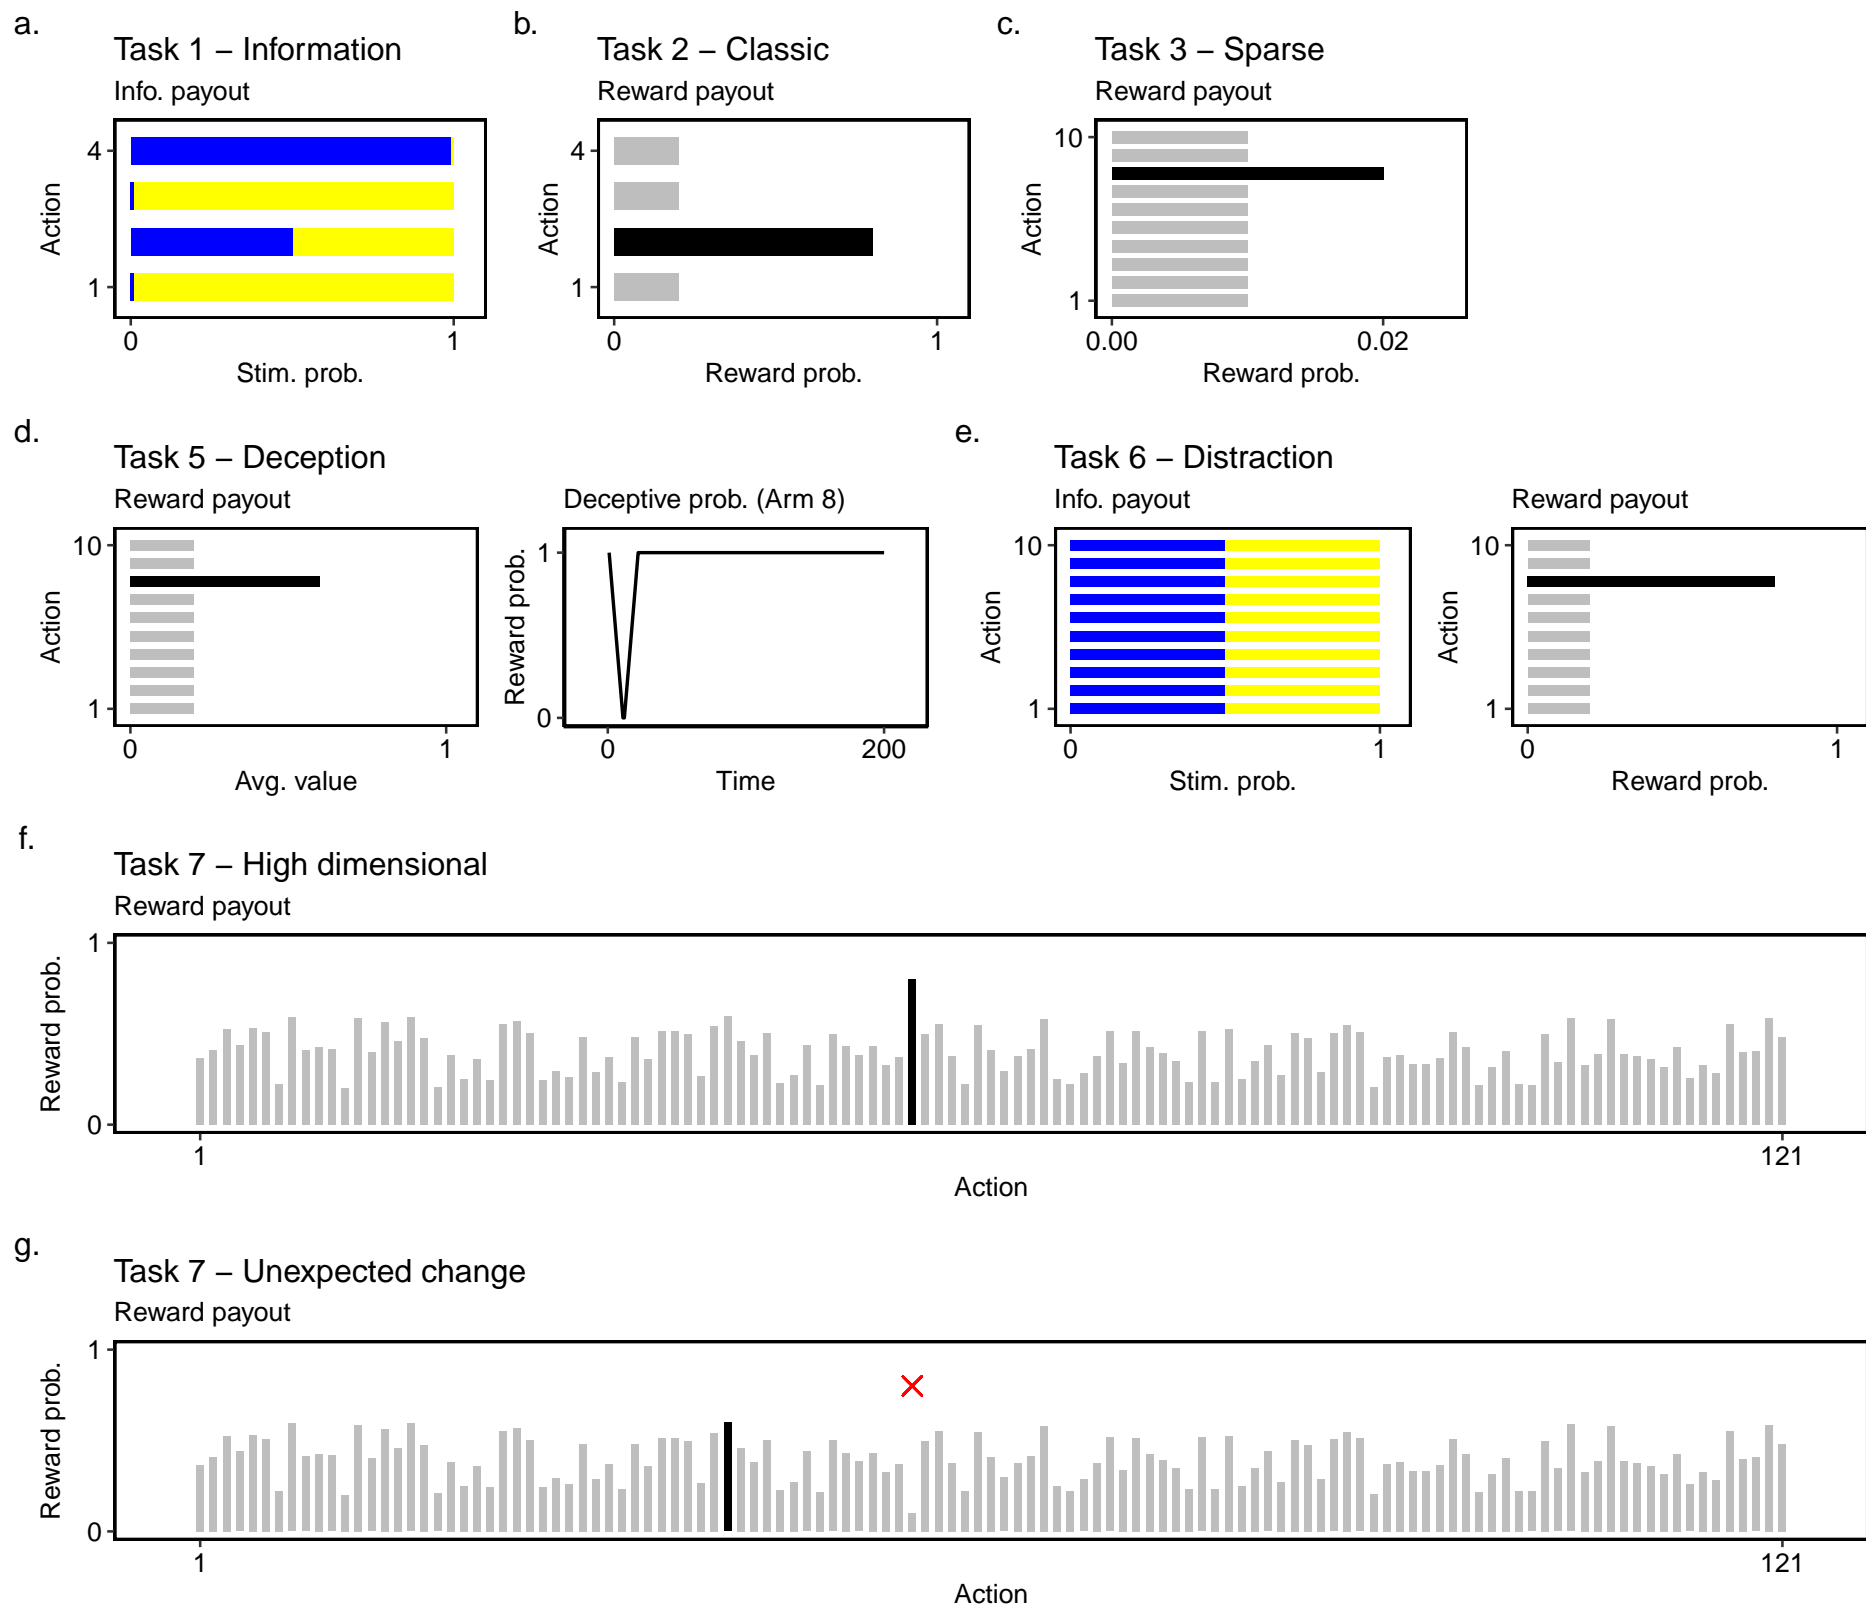 a.
Task 1 – Information
Info. payout
4
1
Action
0
1
Stim. prob.
b.
Task 2 – Classic
Reward payout
4
1
Action
0
1
Reward prob.
c.
Task 3 – Sparse
Reward payout
10
1
Action
0.00
0.02
Reward prob.
d.
Task 5 – Deception
Reward payout
10
1
Action
0
1
Avg. value
Deceptive prob. (Arm 8)
1
0
Reward prob.
0
200
Time
e.
Task 6 – Distraction
Info. payout
10
1
Action
0
1
Stim. prob.
Reward payout
10
1
Action
0
1
Reward prob.
f.
Task 7 – High dimensional
Reward payout
1
0
Reward prob.
1
121
Action
g.
Task 7 – Unexpected change
Reward payout
1
0
Reward prob.
1
121
Action